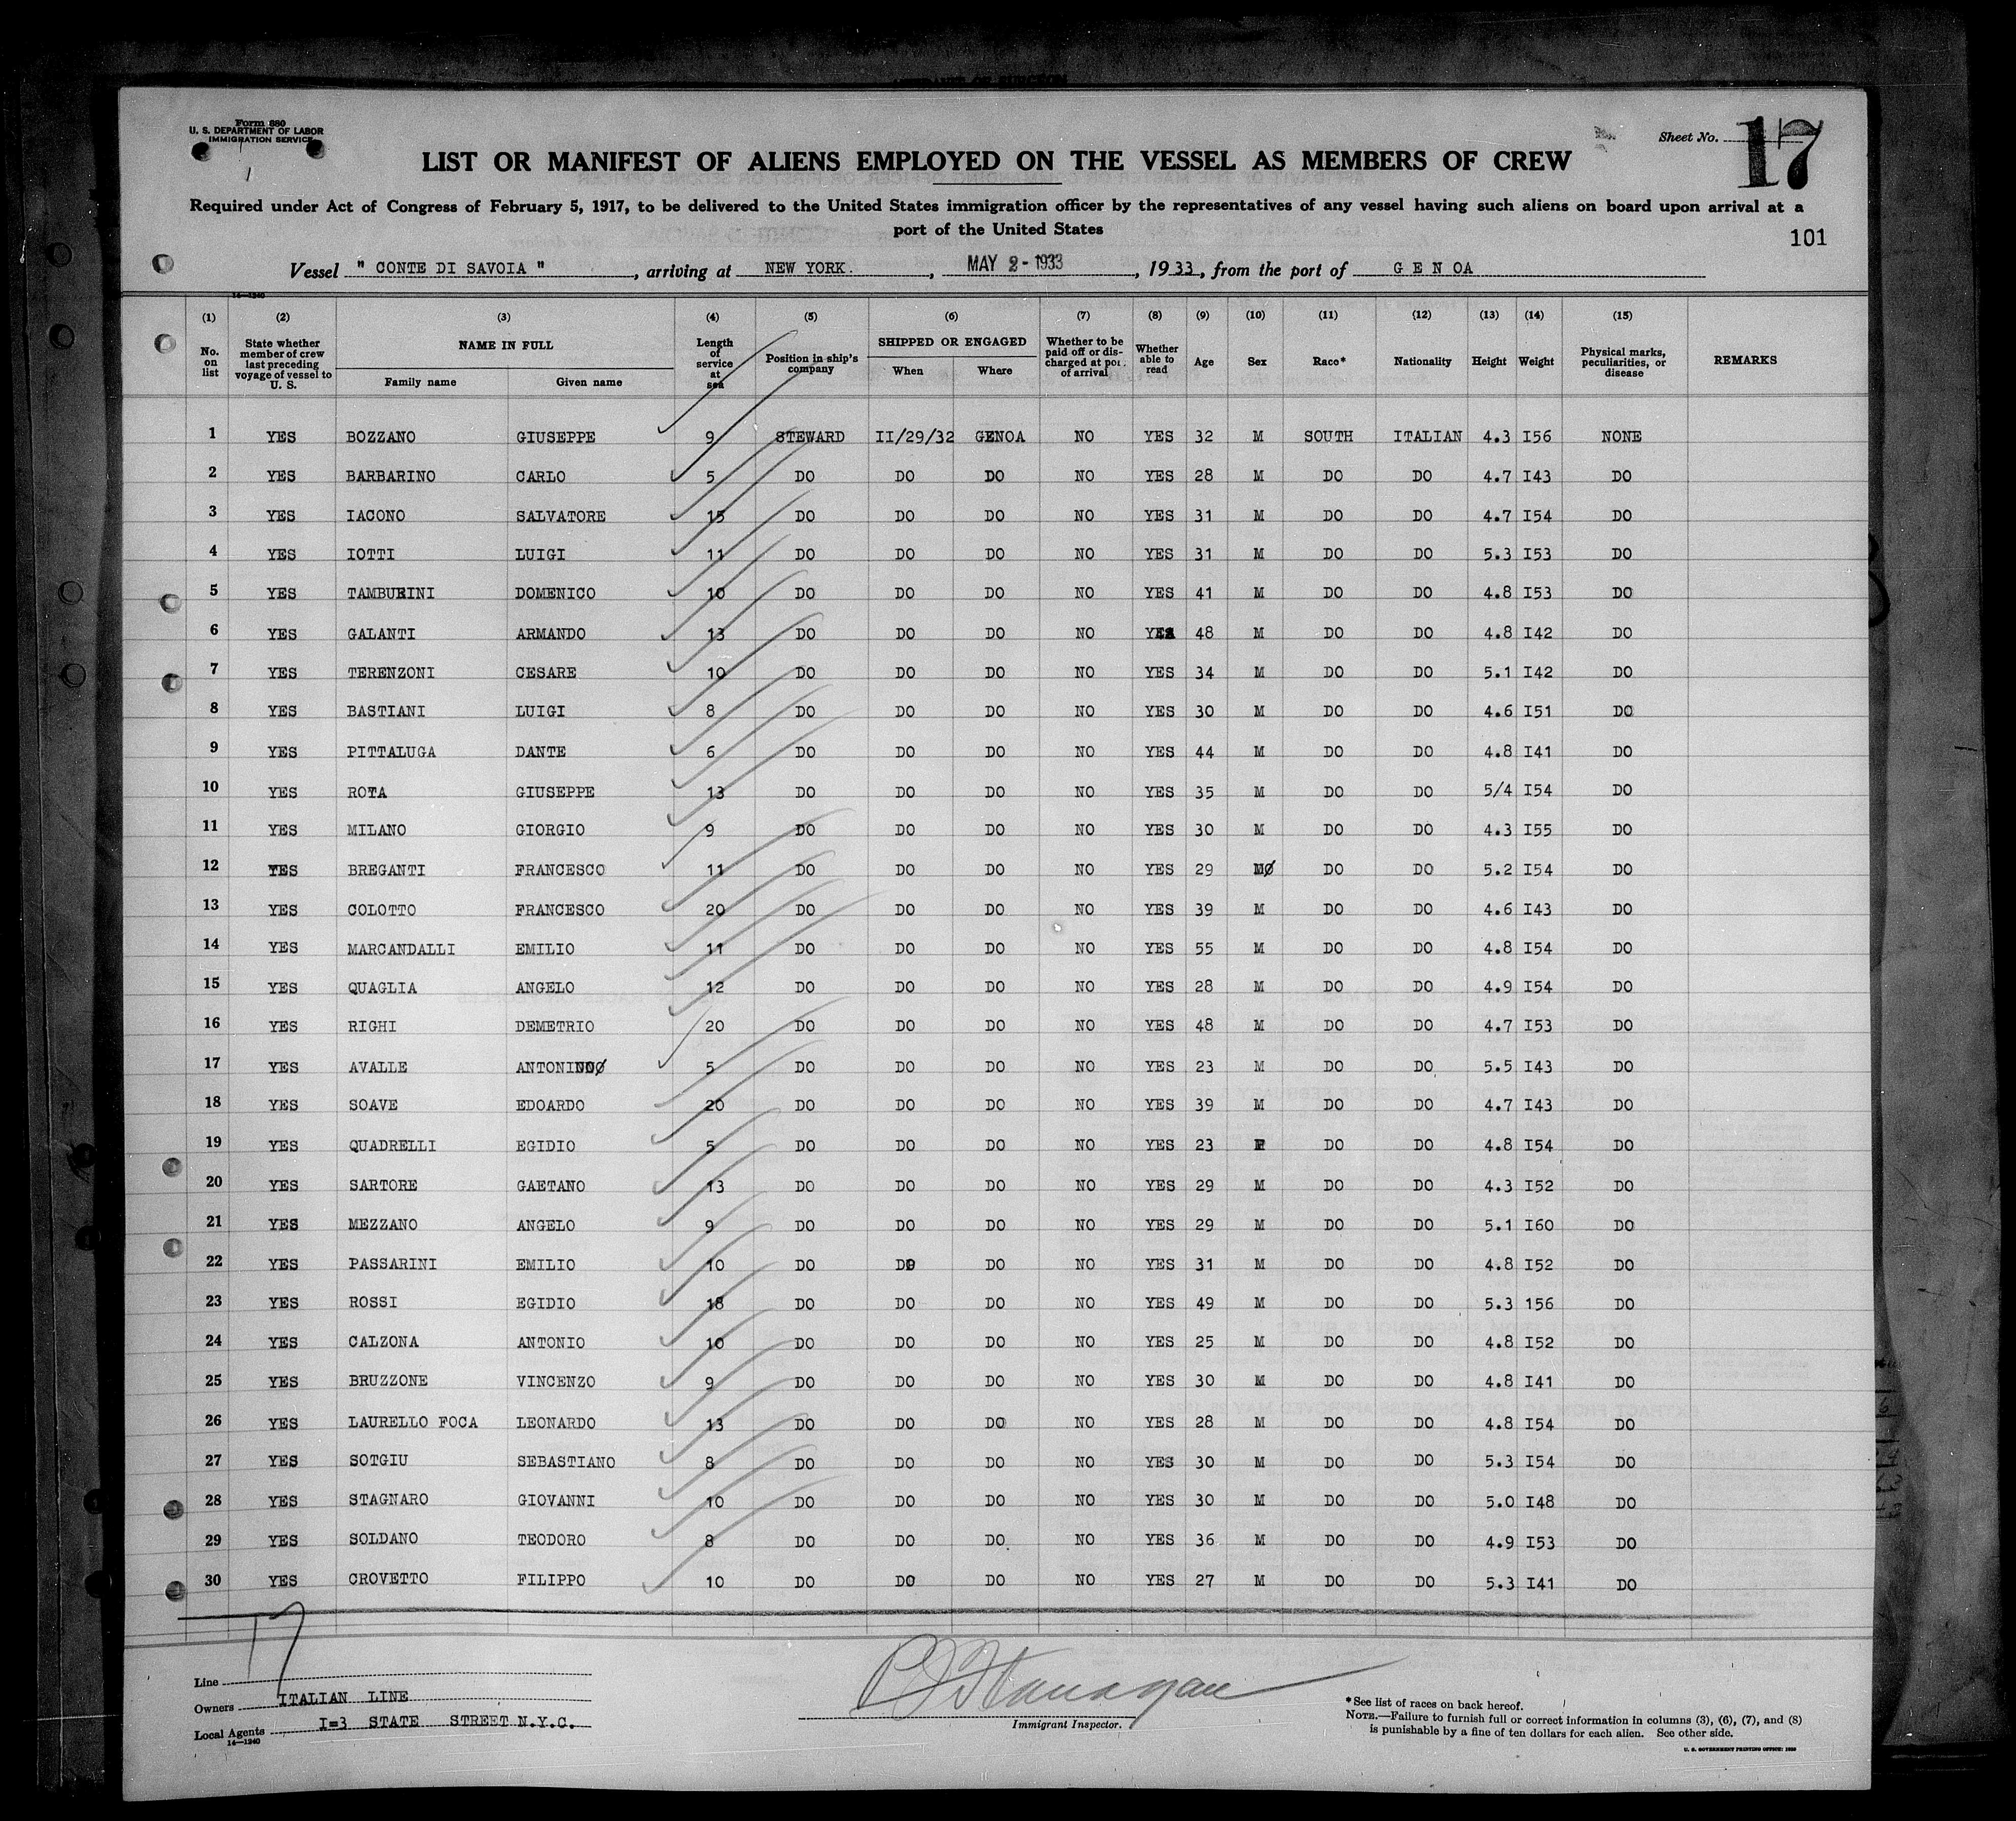 Form 880
U. S. DEPARTMENT OF LABOR
IMMIGRATION SERVICE
Sheet No. 17
LIST OR MANIFEST OF ALIENS EMPLOYED ON THE VESSEL AS MEMBERS OF CREW
Required under Act of Congress of February 5, 1917, to be delivered to the United States immigration officer by the representatives of any vessel having such aliens on board upon arrival at a
port of the United States
101
Vessel " CONTE DI SAVOIA ", arriving at NEW YORK., MAY 2-1933, 1933, from the port of GENOA
14—1240
(1) (2) (3) (4) (5) (6) (7) (8) (9) (10) (11) (12) (13) (14) (15)
No. on list State whether member of crew last preceding voyage of vessel to U. S. NAME IN FULL Family name Given name Length of service at sea Position in ship's company SHIPPED OR ENGAGED When Where Whether to be paid off or discharged at port of arrival Whether able to read Age Sex Race* Nationality Height Weight Physical marks, peculiarities, or disease REMARKS
1 YES BOZZANO GIUSEPPE 9 STEWARD II/29/32 GENOA NO YES 32 M SOUTH ITALIAN 4.3 I56 NONE
2 YES BARBARINO CARLO 5 DO DO DO NO YES 28 M DO DO 4.7 I43 DO
3 YES IACONO SALVATORE 15 DO DO DO NO YES 31 M DO DO 4.7 I54 DO
4 YES IOTTI LUIGI 11 DO DO DO NO YES 31 M DO DO 5.3 I53 DO
5 YES TAMBURINI DOMENICO 10 DO DO DO NO YES 41 M DO DO 4.8 I53 DO
6 YES GALANTI ARMANDO 13 DO DO DO NO YES 48 M DO DO 4.8 I42 DO
7 YES TERENZONI CESARE 10 DO DO DO NO YES 34 M DO DO 5.1 I42 DO
8 YES BASTIANI LUIGI 8 DO DO DO NO YES 30 M DO DO 4.6 I51 DO
9 YES PITTALUGA DANTE 6 DO DO DO NO YES 44 M DO DO 4.8 I41 DO
10 YES ROTA GIUSEPPE 13 DO DO DO NO YES 35 M DO DO 5/4 I54 DO
11 YES MILANO GIORGIO 9 DO DO DO NO YES 30 M DO DO 4.3 I55 DO
12 YES BREGANTI FRANCESCO 11 DO DO DO NO YES 29 M DO DO 5.2 I54 DO
13 YES COLOTTO FRANCESCO 20 DO DO DO NO YES 39 M DO DO 4.6 I43 DO
14 YES MARCANDALLI EMILIO 11 DO DO DO NO YES 55 M DO DO 4.8 I54 DO
15 YES QUAGLIA ANGELO 12 DO DO DO NO YES 28 M DO DO 4.9 I54 DO
16 YES RIGHI DEMETRIO 20 DO DO DO NO YES 48 M DO DO 4.7 I53 DO
17 YES AVALLE ANTONINO 5 DO DO DO NO YES 23 M DO DO 5.5 I43 DO
18 YES SOAVE EDOARDO 20 DO DO DO NO YES 39 M DO DO 4.7 I43 DO
19 YES QUADRELLI EGIDIO 5 DO DO DO NO YES 23 DO DO 4.8 I54 DO
20 YES SARTORE GAETANO 13 DO DO DO NO YES 29 M DO DO 4.3 I52 DO
21 YES MEZZANO ANGELO 9 DO DO DO NO YES 29 M DO DO 5.1 I60 DO
22 YES PASSARINI EMILIO 10 DO DO DO NO YES 31 M DO DO 4.8 I52 DO
23 YES ROSSI EGIDIO 18 DO DO DO NO YES 49 M DO DO 5.3 156 DO
24 YES CALZONA ANTONIO 10 DO DO DO NO YES 25 M DO DO 4.8 I52 DO
25 YES BRUZZONE VINCENZO 9 DO DO DO NO YES 30 M DO DO 4.8 I41 DO
26 YES LAURELLO FOCA LEONARDO 13 DO DO DO NO YES 28 M DO DO 4.8 I54 DO
27 YES SOTGIU SEBASTIANO 8 DO DO DO NO YES 30 M DO DO 5.3 I54 DO
28 YES STAGNARO GIOVANNI 10 DO DO DO NO YES 30 M DO DO 5.0 I48 DO
29 YES SOLDANO TEODORO 8 DO DO DO NO YES 36 M DO DO 4.9 I53 DO
30 YES CROVETTO FILIPPO 10 DO DO DO NO YES 27 M DO DO 5.3 I41 DO
17
Line
Owners ITALIAN LINE
Local Agents I=3 STATE STREET N.Y.C.
14—1240
Immigrant Inspector.
*See list of races on back hereof.
NOTE.—Failure to furnish full or correct information in columns (3), (6), (7), and (8)
is punishable by a fine of ten dollars for each alien. See other side.
U. S. GOVERNMENT PRINTING OFFICE: